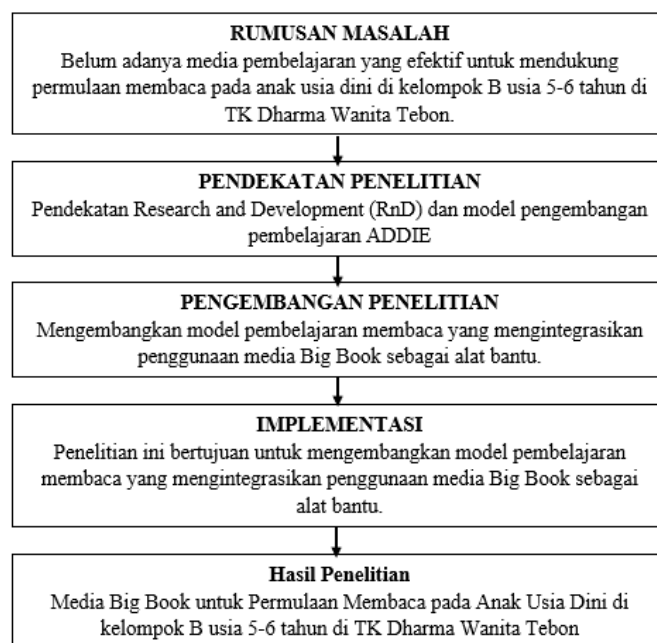 RUMUSAN MASALAH
Belum adanya media pembelajaran yang efektif untuk mendukung
permulaan membaca pada anak usia dini di kelompok B usia 5-6 tahun di
TK Dharma Wanita Tebon.
PENDEKATAN PENELITIAN
Pendekatan Research and Development (RnD) dan model pengembangan
pembelajaran ADDIE
PENGEMBANGAN PENELITIAN
Mengembangkan model pembelajaran membaca yang mengintegrasikan
penggunaan media Big Book sebagai alat bantu.
IMPLEMENTASI
Penelitian ini bertujuan untuk mengembangkan model pembelajaran
membaca yang mengintegrasikan penggunaan media Big Book sebagai
alat bantu.
Hasil Penelitian
Media Big Book untuk Permulaan Membaca pada Anak Usia Dini di
kelompok B usia 5-6 tahun di TK Dharma Wanita Tebon